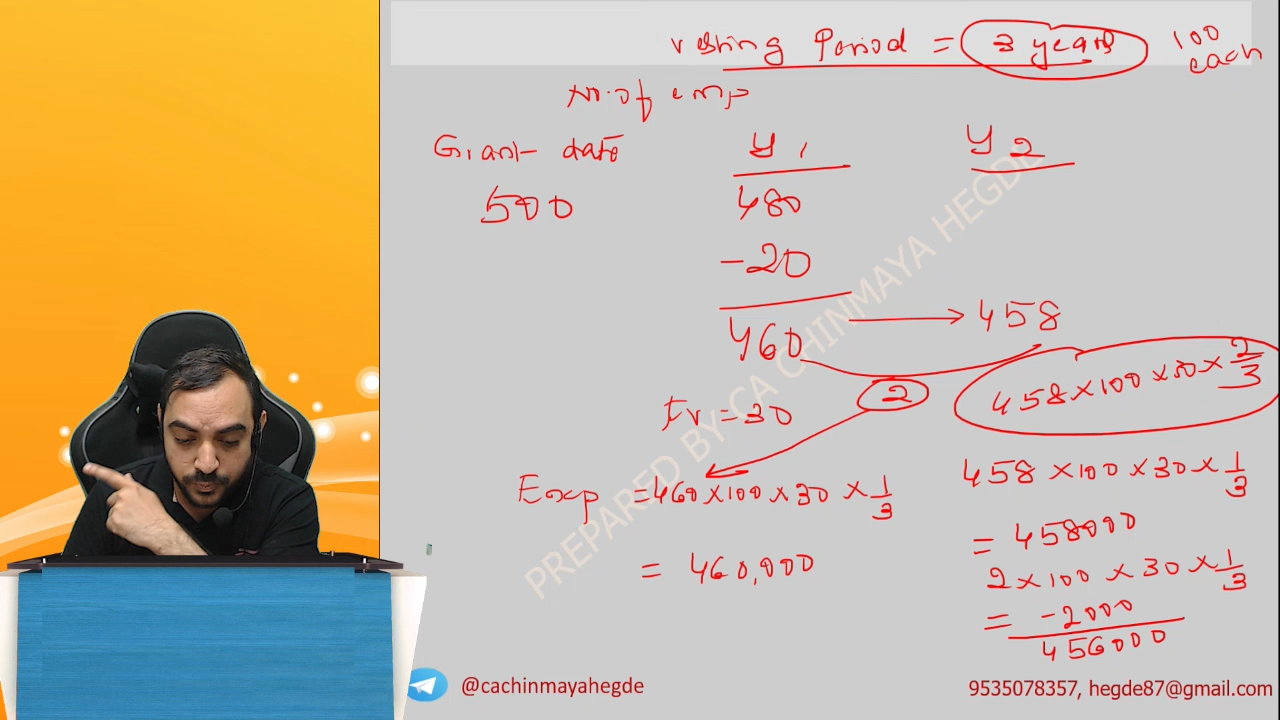 vesting Period = 3 years
100 each
No. of emp
Grant date
500
Y1
480
-20
460
Y2
458
2
FV = 30
458 x 100 x 30 x 2/3
Exp = 460 x 100 x 30 x 1/3
= 460,000
458 x 100 x 30 x 1/3
= 458000
2 x 100 x 30 x 1/3
= -2000
456000
PREPARED BY CA CHINMAYA HEGDE
@cachinmayahegde
9535078357, hegde87@gmail.com